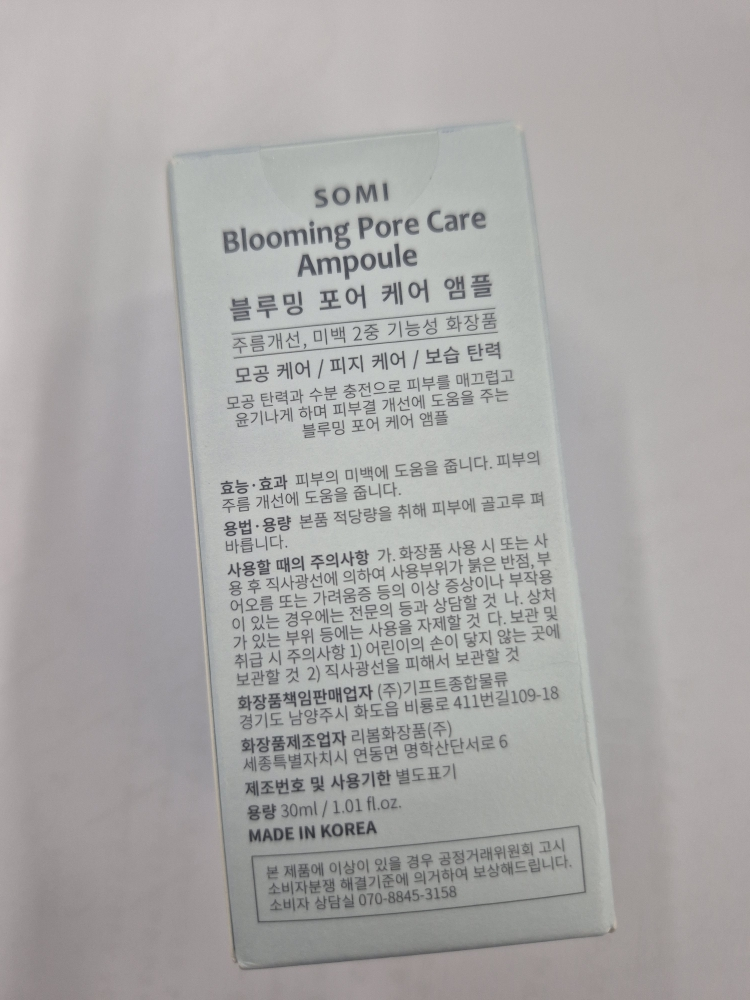 SOMI
Blooming Pore Care
Ampoule
블루밍 포어 케어 앰플
주름개선, 미백 2중 기능성 화장품
모공 케어 / 피지 케어 / 보습 탄력
모공 탄력과 수분 충전으로 피부를 매끄럽고
윤기나게 하며 피부결 개선에 도움을 주는
블루밍 포어 케어 앰플
효능·효과 피부의 미백에 도움을 줍니다. 피부의
주름 개선에 도움을 줍니다.
용법·용량 본품 적당량을 취해 피부에 골고루 펴
바릅니다.
사용할 때의 주의사항 가. 화장품 사용 시 또는 사
용 후 직사광선에 의하여 사용부위가 붉은 반점, 부
어오름 또는 가려움증 등의 이상 증상이나 부작용
이 있는 경우에는 전문의 등과 상담할 것 나. 상처
가 있는 부위 등에는 사용을 자제할 것 다. 보관 및
취급 시 주의사항 1) 어린이의 손이 닿지 않는 곳에
보관할 것 2) 직사광선을 피해서 보관할 것
화장품책임판매업자 (주)기프트종합물류
경기도 남양주시 화도읍 비룡로 411번길109-18
화장품제조업자 리봄화장품(주)
세종특별자치시 연동면 명학산단서로 6
제조번호 및 사용기한 별도표기
용량 30ml / 1.01 fl.oz.
MADE IN KOREA
본 제품에 이상이 있을 경우 공정거래위원회 고시
소비자분쟁 해결기준에 의거하여 보상해드립니다.
소비자 상담실 070-8845-3158